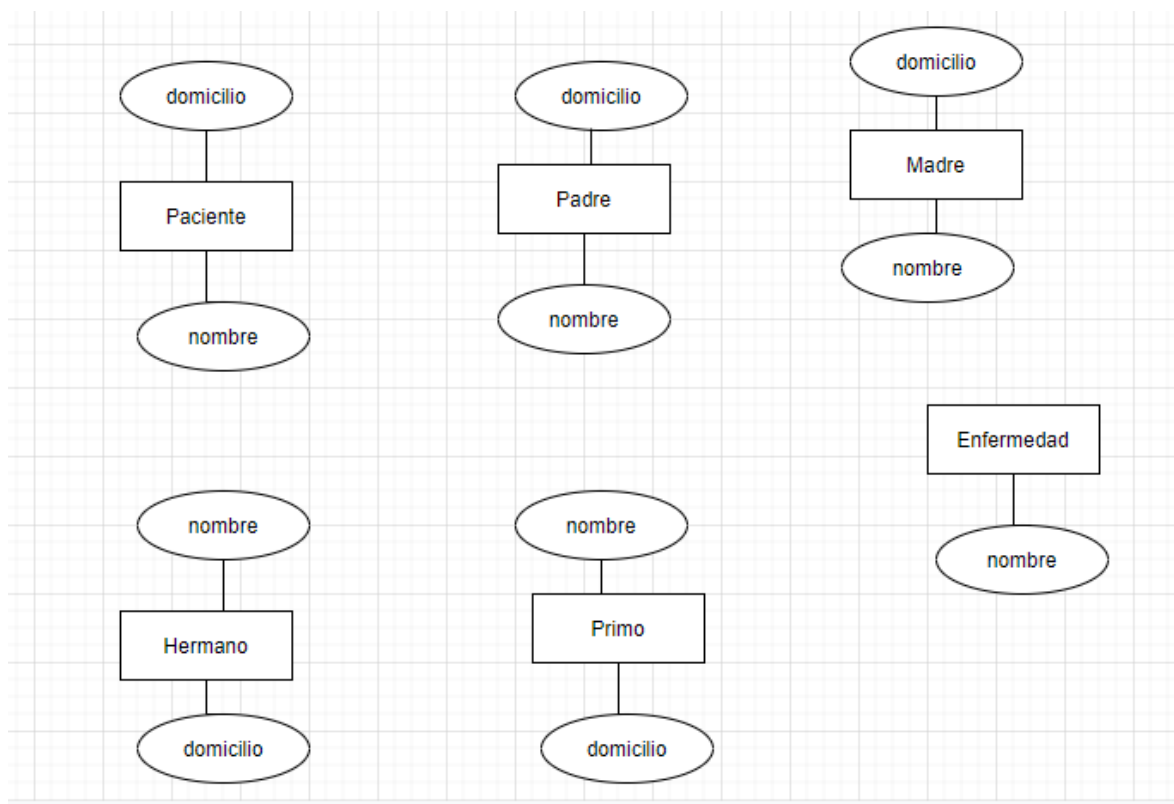 domicilio
Paciente
nombre
domicilio
Padre
nombre
domicilio
Madre
nombre
Enfermedad
nombre
nombre
Hermano
domicilio
nombre
Primo
domicilio